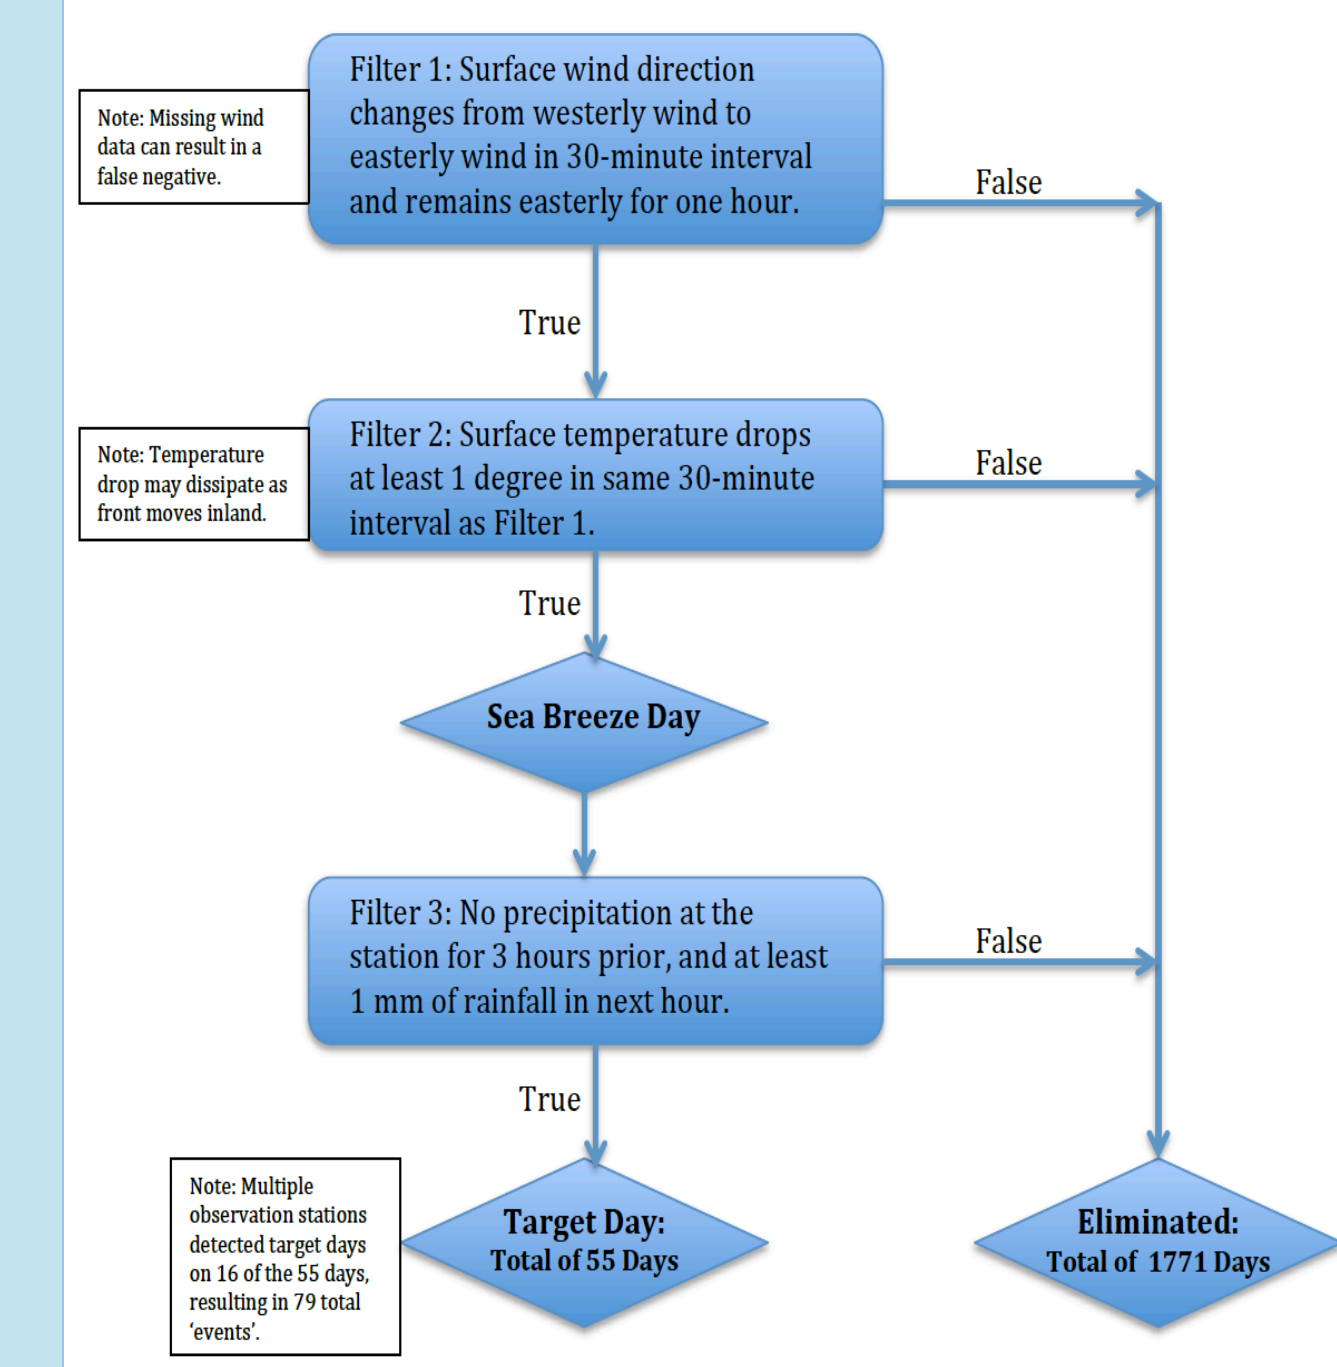 Filter 1: Surface wind direction
changes from westerly wind to
easterly wind in 30-minute interval
and remains easterly for one hour.
Note: Missing wind
data can result in a
false negative.
False
True
Filter 2: Surface temperature drops
at least 1 degree in same 30-minute
interval as Filter 1.
Note: Temperature
drop may dissipate as
front moves inland.
False
True
Sea Breeze Day
Filter 3: No precipitation at the
station for 3 hours prior, and at least
1 mm of rainfall in next hour.
False
True
Note: Multiple
observation stations
detected target days
on 16 of the 55 days,
resulting in 79 total
‘events’.
Target Day:
Total of 55 Days
Eliminated:
Total of 1771 Days